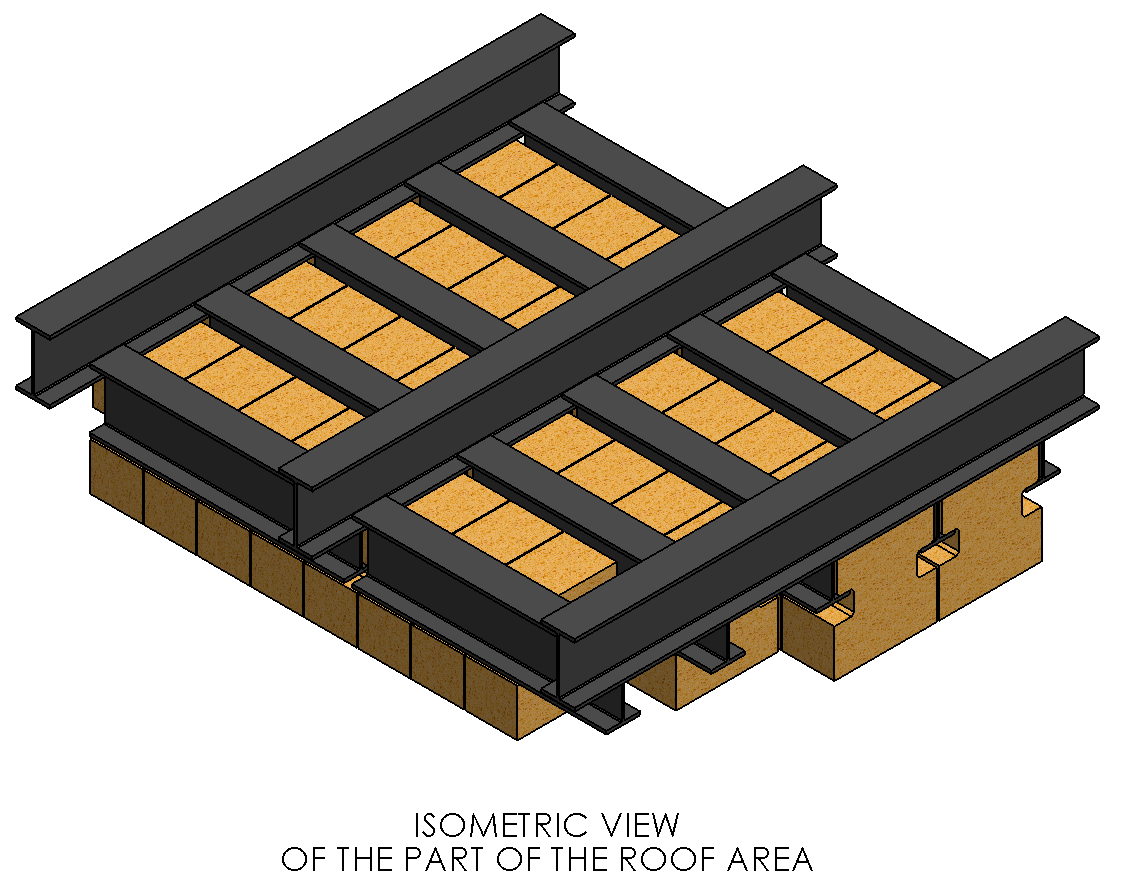 ISOMETRIC VIEW
OF THE PART OF THE ROOF AREA